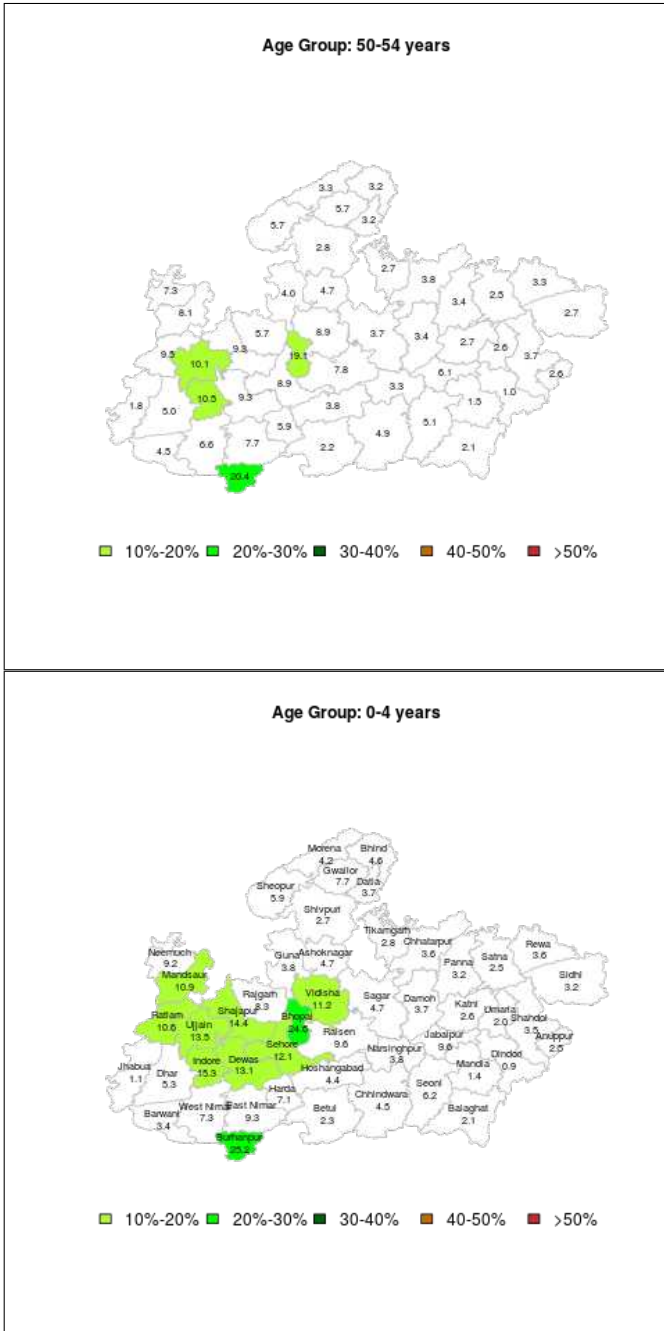 Age Group: 50-54 years
3.3 3.2
5.7
5.7 3.2
2.8
2.7 3.8
7.3 4.0 4.7 3.4 2.5 3.3
8.1 2.7
5.7 8.9 3.7 3.4
9.5 9.3 19.1 2.7 2.6 3.7
10.1 7.8 6.1 2.6
8.9 3.3 1.0
1.8 5.0 10.5 9.3 3.8 1.5
5.9 5.1
4.5 6.6 7.7 2.2 4.9 2.1
20.4
10%-20% 20%-30% 30-40% 40-50% >50%
Age Group: 0-4 years
Morena Bhind
4.2 4.6
Gwalior
7.7 Datia
Sheopur 3.7
5.9
Shivpuri
2.7 Tikamgarh
2.8 Chhatarpur
Neemuch Guna Ashoknagar 3.6 Panna Satna Rewa
9.2 3.8 4.7 3.2 2.5 3.6
Mandsaur Sidhi
10.9 3.2
Rajgarh Vidisha Sagar Damoh Katni Umaria
8.3 11.2 4.7 3.7 2.6 2.0
Ratlam Shajapur Bhopal Shahdol
10.6 14.4 24.6 3.5
Ujjain Raisen Jabalpur Anuppur
13.5 9.6 9.6 2.5
Sehore Narsinghpur Dindori
12.1 3.8 0.9
Jhabua Indore Dewas Hoshangabad Mandla
1.1 15.3 13.1 4.4 1.4
Dhar Harda Chhindwara Seoni
5.3 7.1 4.5 6.2
Barwani West Nimar East Nimar Betul Balaghat
3.4 7.3 9.3 2.3 2.1
Burhanpur
25.2
10%-20% 20%-30% 30-40% 40-50% >50%